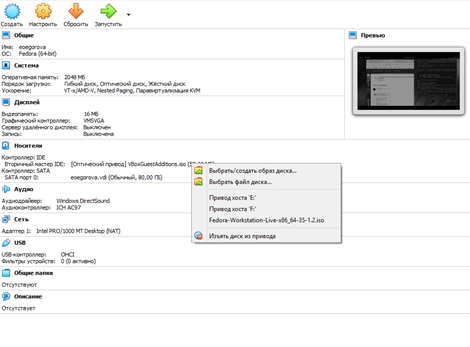 Создать Настроить Сбросить Запустить
Общие
Превью
Имя: eoegorova
ОС: Fedora (64-bit)
Система
Оперативная память: 2048 МБ
Порядок загрузки: Гибкий диск, Оптический диск, Жёсткий диск
Ускорение: VT-x/AMD-V, Nested Paging, Паравиртуализация KVM
Дисплей
Видеопамять: 16 МБ
Графический контроллер: VMSVGA
Сервер удалённого дисплея: Выключен
Запись: Выключена
Носители
Контроллер: IDE
Вторичный мастер IDE: [Оптический привод] VBoxGuestAdditions.iso
Контроллер: SATA
SATA порт 0: eoegorova.vdi (Обычный, 80,00 ГБ)
Выбрать/создать образ диска...
Выбрать файл диска...
Привод хоста 'E:'
Привод хоста 'F:'
Fedora-Workstation-Live-x86_64-35-1.2.iso
Изъять диск из привода
Аудио
Аудиодрайвер: Windows DirectSound
Аудиоконтроллер: ICH AC97
Сеть
Адаптер 1: Intel PRO/1000 MT Desktop (NAT)
USB
USB-контроллер: OHCI
Фильтры устройств: 0 (0 активно)
Общие папки
Отсутствуют
Описание
Отсутствует